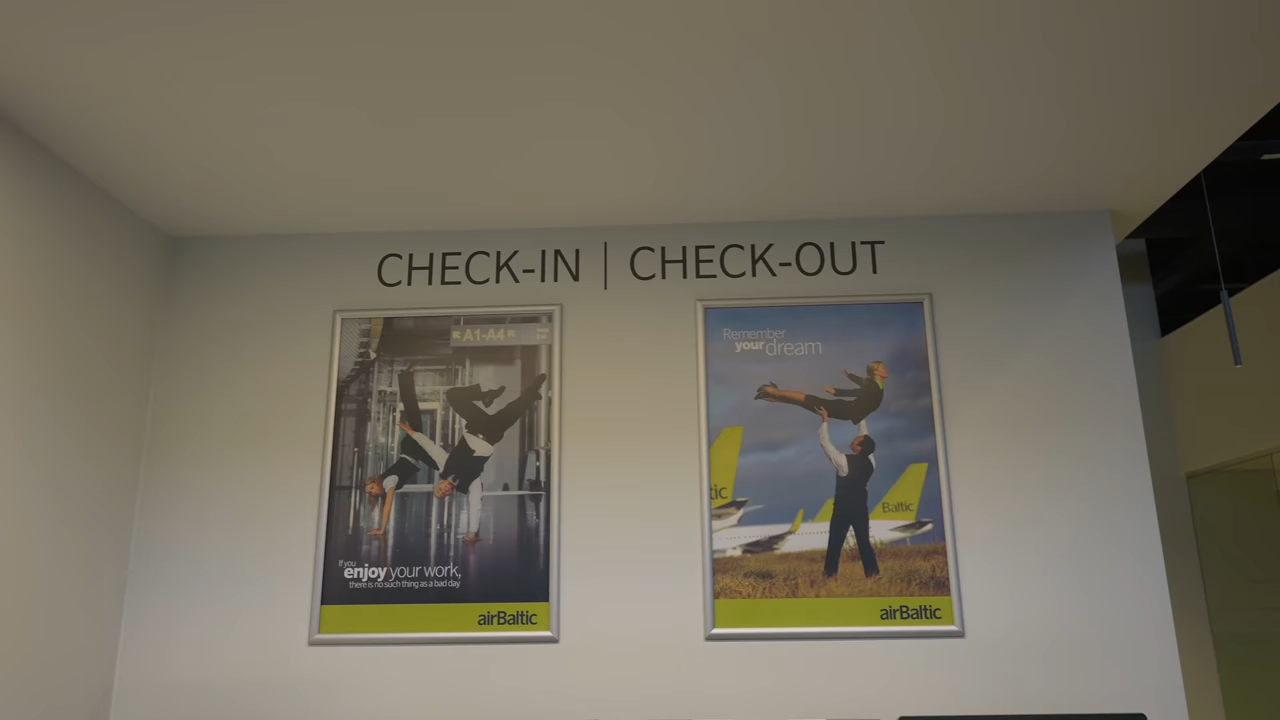 CHECK-IN | CHECK-OUT
A1-A4
If you
enjoy your work,
there is no such thing as a bad day
airBaltic
Remember
your dream
tic
Baltic
airBaltic